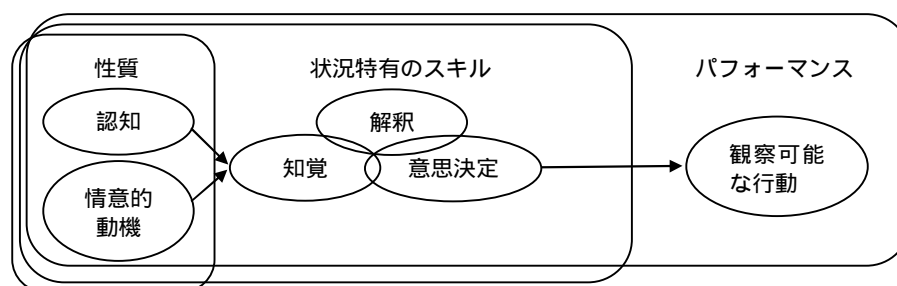 性質
状況特有のスキル
パフォーマンス
認知
解釈
知覚
意思決定
観察可能
な行動
情意的
動機